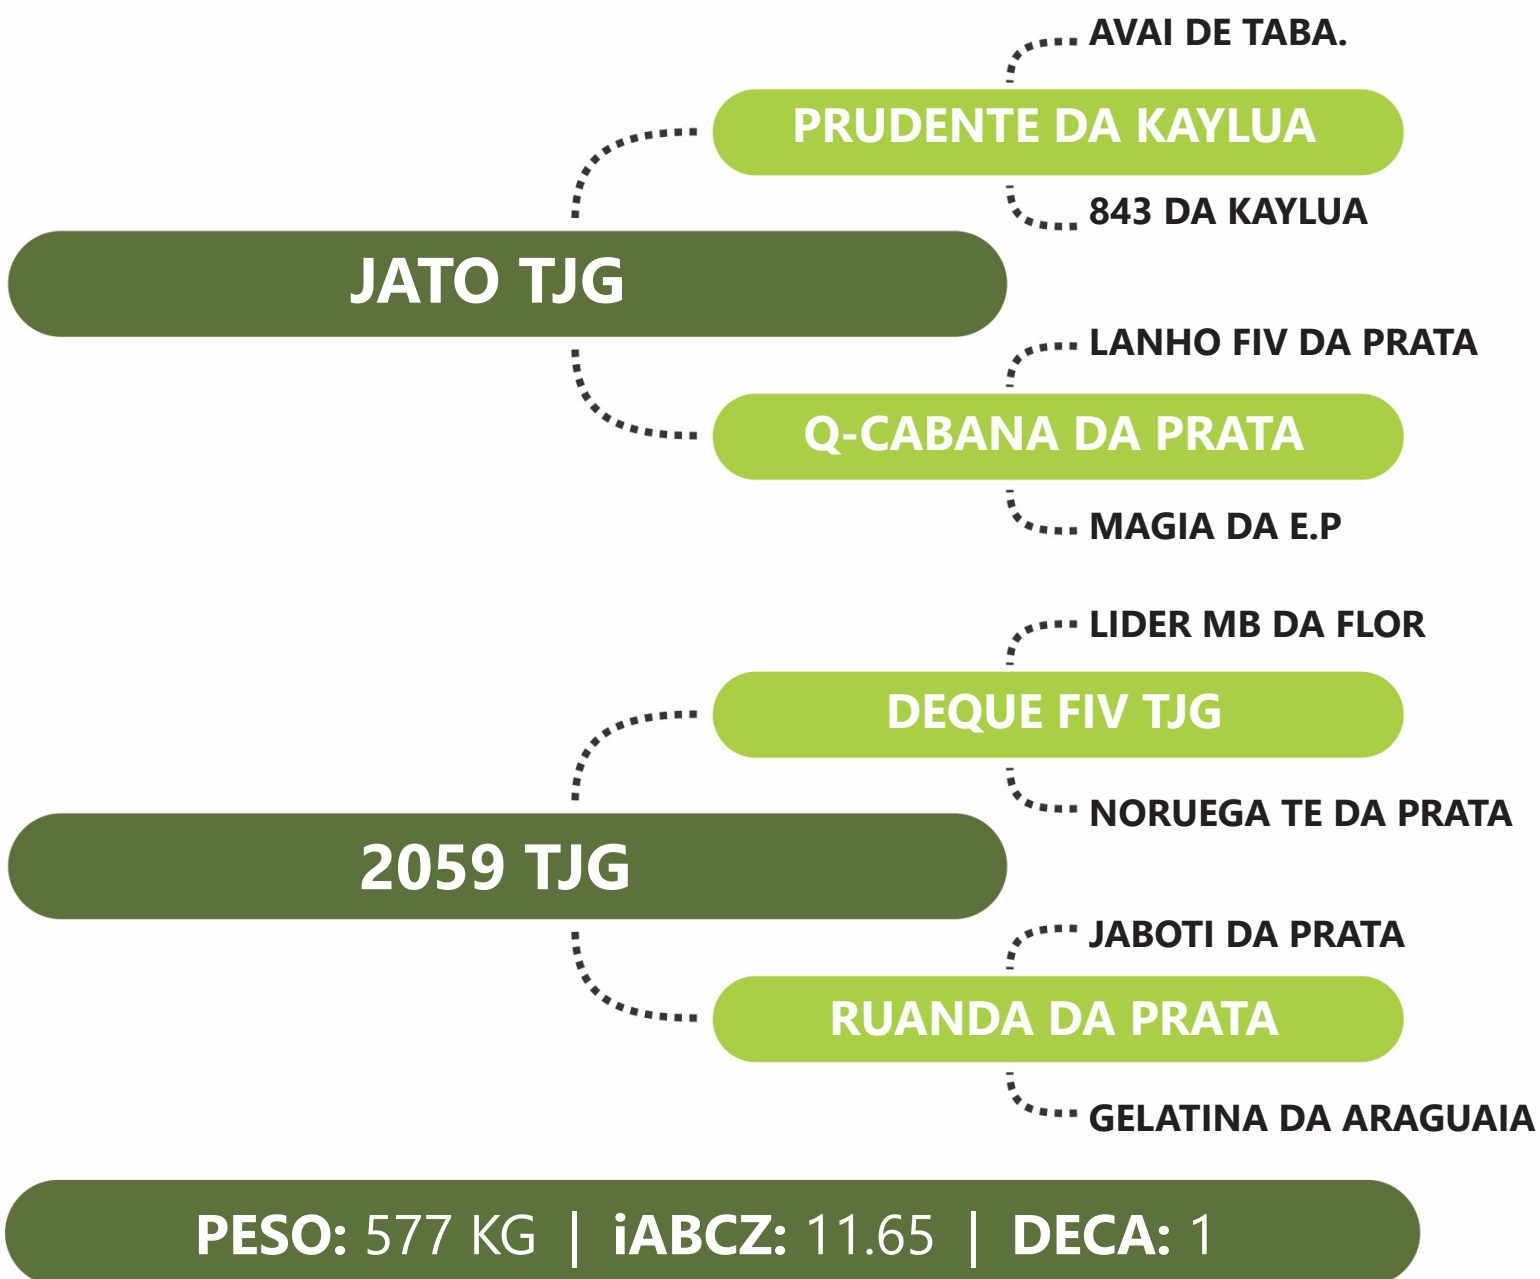 AVAI DE TABA.
PRUDENTE DA KAYLUA
843 DA KAYLUA
JATO TJG
LANHO FIV DA PRATA
Q-CABANA DA PRATA
MAGIA DA E.P
LIDER MB DA FLOR
DEQUE FIV TJG
NORUEGA TE DA PRATA
2059 TJG
JABOTI DA PRATA
RUANDA DA PRATA
GELATINA DA ARAGUAIA
PESO: 577 KG | iABCZ: 11.65 | DECA: 1